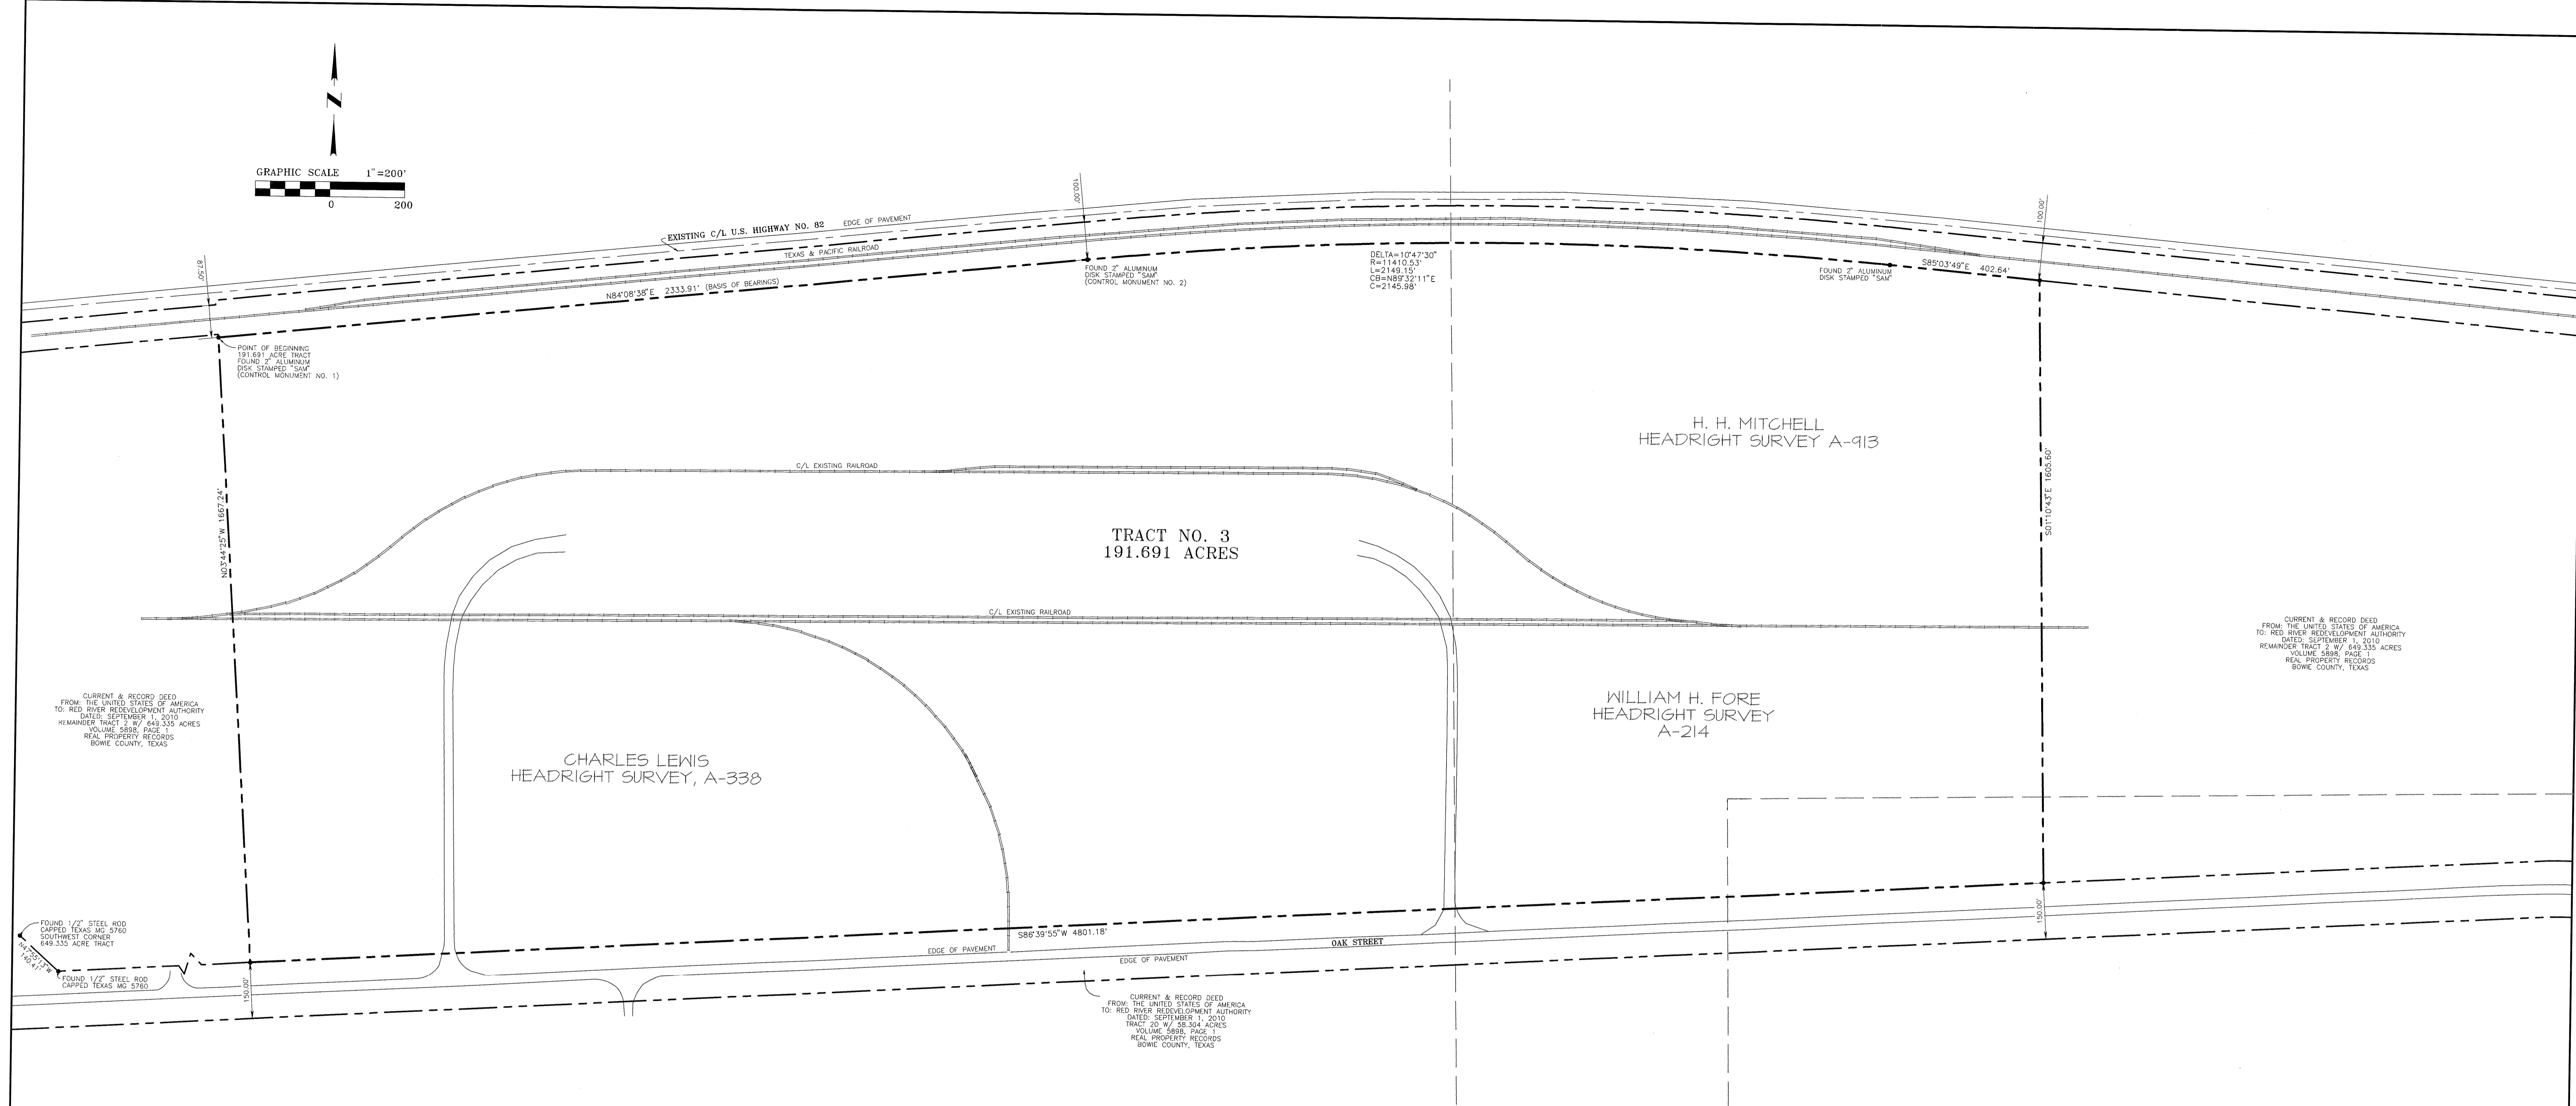 N
GRAPHIC SCALE 1"=200'
0 200
87.50'
100.00'
100.00'
EXISTING C/L U.S. HIGHWAY NO. 82
EDGE OF PAVEMENT
TEXAS & PACIFIC RAILROAD
N84°08'38"E 2333.91' (BASIS OF BEARINGS)
FOUND 2" ALUMINUM
DISK STAMPED "SAM"
(CONTROL MONUMENT NO. 2)
DELTA=10°47'30"
R=11410.53'
L=2149.15'
CB=N89°32'11"E
C=2145.98'
FOUND 2" ALUMINUM
DISK STAMPED "SAM"
S85°03'49"E 402.64'
POINT OF BEGINNING
191.691 ACRE TRACT
FOUND 2" ALUMINUM
DISK STAMPED "SAM"
(CONTROL MONUMENT NO. 1)
H. H. MITCHELL
HEADRIGHT SURVEY A-913
C/L EXISTING RAILROAD
N03°44'25"W 1667.24'
S01°10'43"E 1605.60'
TRACT NO. 3
191.691 ACRES
C/L EXISTING RAILROAD
CURRENT & RECORD DEED
FROM: THE UNITED STATES OF AMERICA
TO: RED RIVER REDEVELOPMENT AUTHORITY
DATED: SEPTEMBER 1, 2010
REMAINDER TRACT 2 W/ 649.335 ACRES
VOLUME 5898, PAGE 1
REAL PROPERTY RECORDS
BOWIE COUNTY, TEXAS
CURRENT & RECORD DEED
FROM: THE UNITED STATES OF AMERICA
TO: RED RIVER REDEVELOPMENT AUTHORITY
DATED: SEPTEMBER 1, 2010
REMAINDER TRACT 2 W/ 649.335 ACRES
VOLUME 5898, PAGE 1
REAL PROPERTY RECORDS
BOWIE COUNTY, TEXAS
WILLIAM H. FORE
HEADRIGHT SURVEY
A-214
CHARLES LEWIS
HEADRIGHT SURVEY, A-338
FOUND 1/2" STEEL ROD
CAPPED TEXAS MG 5760
SOUTHWEST CORNER
649.335 ACRE TRACT
N47°55'13"W
140.41'
FOUND 1/2" STEEL ROD
CAPPED TEXAS MG 5760
150.00'
S86°39'55"W 4801.18'
EDGE OF PAVEMENT
OAK STREET
EDGE OF PAVEMENT
150.00'
CURRENT & RECORD DEED
FROM: THE UNITED STATES OF AMERICA
TO: RED RIVER REDEVELOPMENT AUTHORITY
DATED: SEPTEMBER 1, 2010
TRACT 20 W/ 58.304 ACRES
VOLUME 5898, PAGE 1
REAL PROPERTY RECORDS
BOWIE COUNTY, TEXAS